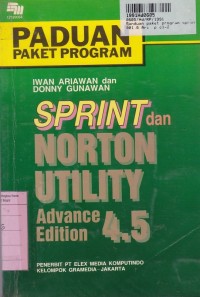 PADUAN
PAKET PROGRAM
IWAN ARIAWAN dan
DONNY GUNAWAN
SPRINT dan
NORTON
UTILITY
Advance
Edition 4.5
PENERBIT PT ELEX MEDIA KOMPUTINDO
KELOMPOK GRAMEDIA - JAKARTA